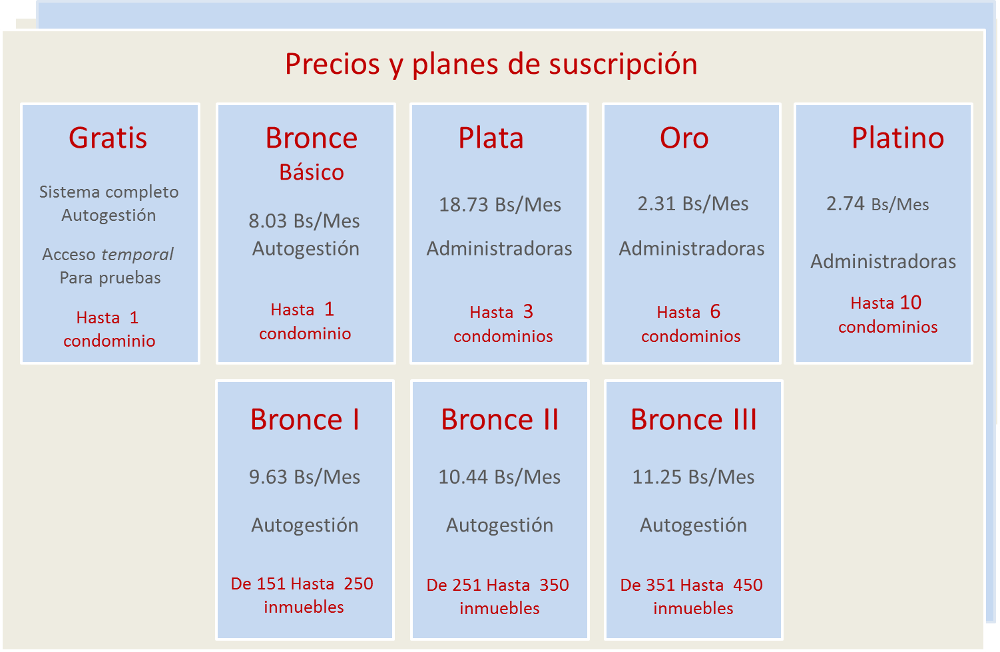 Precios y planes de suscripción
Gratis
Sistema completo
Autogestión
Acceso temporal
Para pruebas
Hasta 1
condominio
Bronce
Básico
8.03 Bs/Mes
Autogestión
Hasta 1
condominio
Plata
18.73 Bs/Mes
Administradoras
Hasta 3
condominios
Oro
2.31 Bs/Mes
Administradoras
Hasta 6
condominios
Platino
2.74 Bs/Mes
Administradoras
Hasta 10
condominios
Bronce I
9.63 Bs/Mes
Autogestión
De 151 Hasta 250
inmuebles
Bronce II
10.44 Bs/Mes
Autogestión
De 251 Hasta 350
inmuebles
Bronce III
11.25 Bs/Mes
Autogestión
De 351 Hasta 450
inmuebles